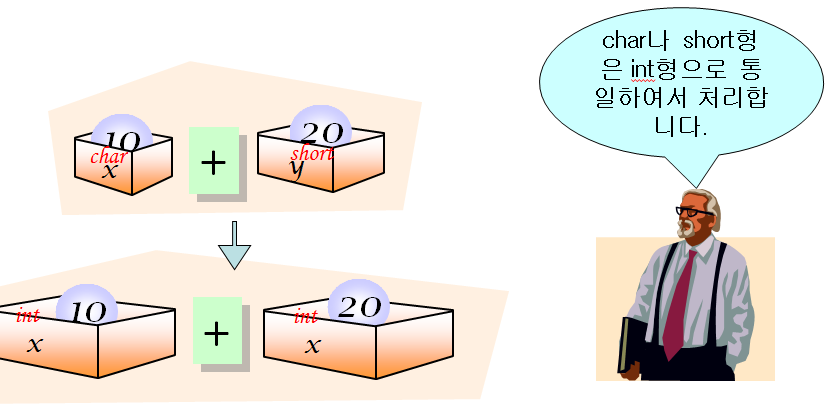 char나 short형
은 int형으로 통
일하여서 처리합
니다.
10
char
x
+
20
short
y
10
int
x
+
20
int
x